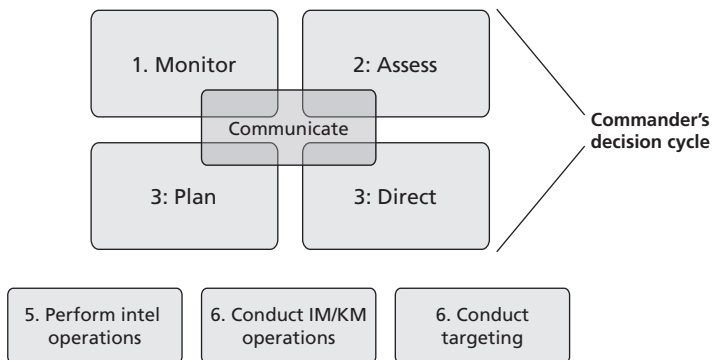 1. Monitor
2: Assess
Communicate
Commander's
decision cycle
3: Plan
3: Direct
5. Perform intel
operations
6. Conduct IM/KM
operations
6. Conduct
targeting